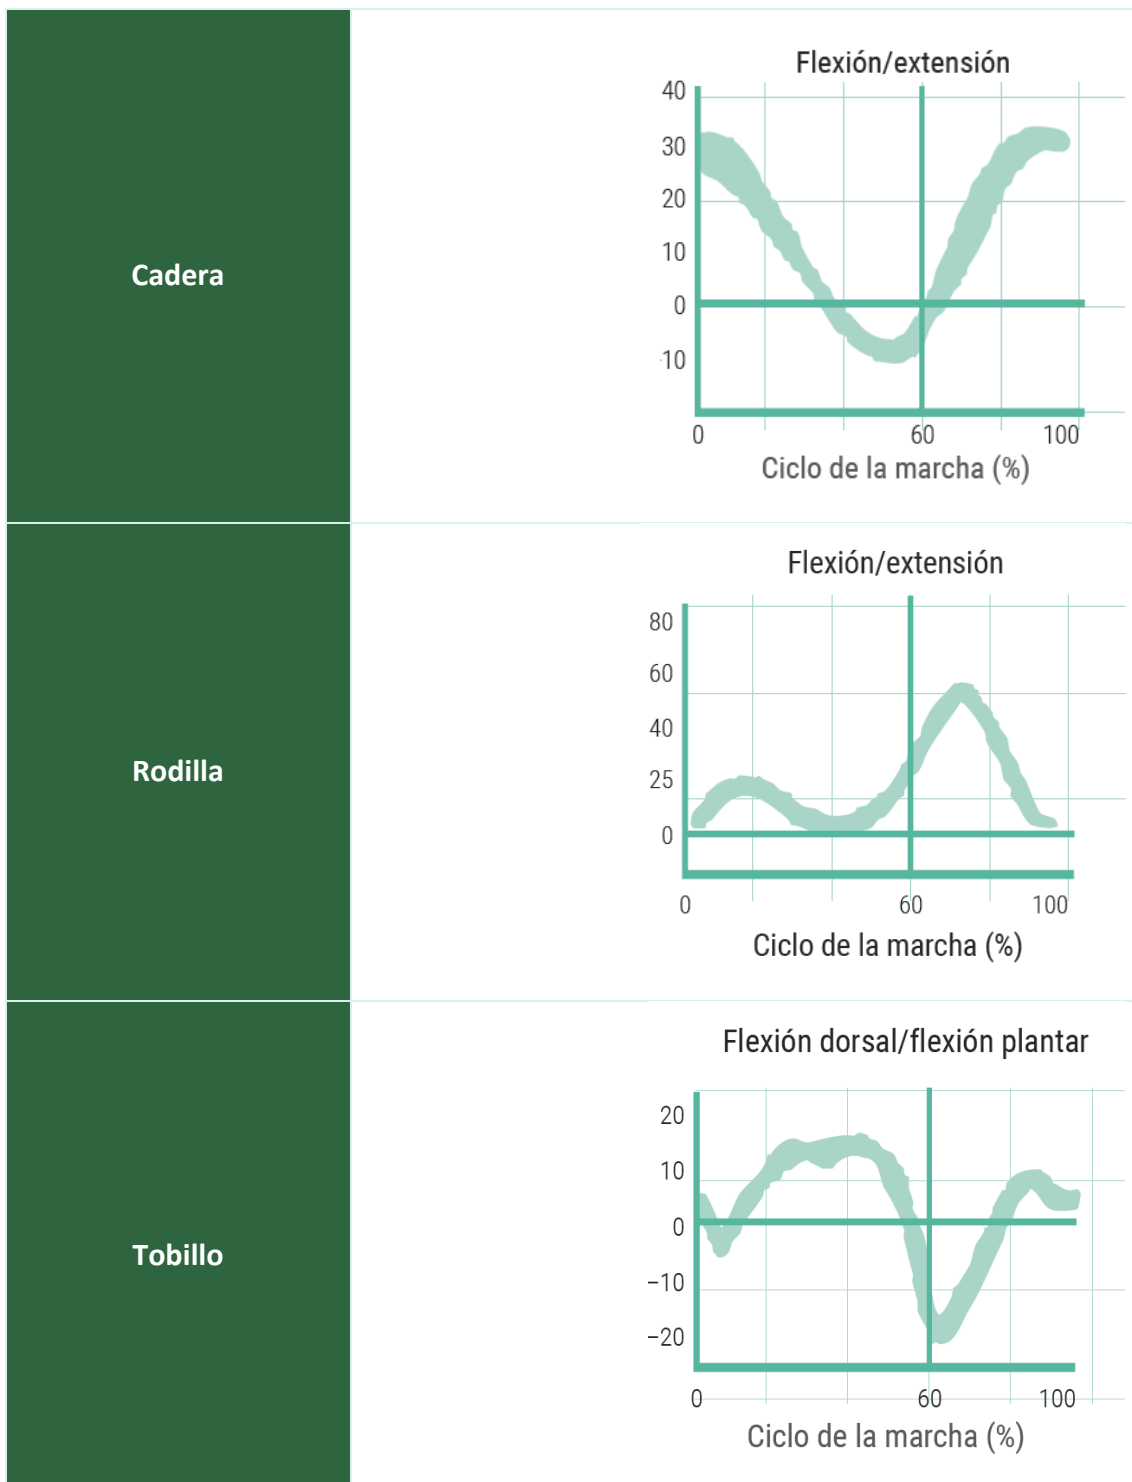 Cadera
Flexión/extensión
40
30
20
10
0
10
0 60 100
Ciclo de la marcha (%)
Rodilla
Flexión/extensión
80
60
40
25
0
0 60 100
Ciclo de la marcha (%)
Tobillo
Flexión dorsal/flexión plantar
20
10
0
−10
−20
0 60 100
Ciclo de la marcha (%)